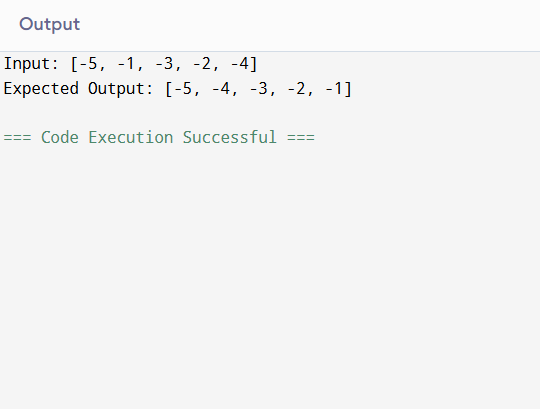 Output
Input: [-5, -1, -3, -2, -4]
Expected Output: [-5, -4, -3, -2, -1]
=== Code Execution Successful ===